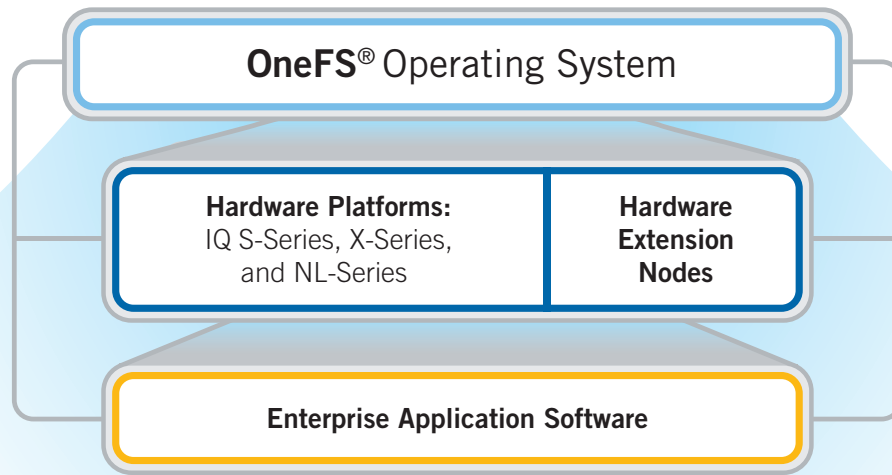 OneFS® Operating System
Hardware Platforms:
IQ S-Series, X-Series,
and NL-Series
Hardware
Extension
Nodes
Enterprise Application Software